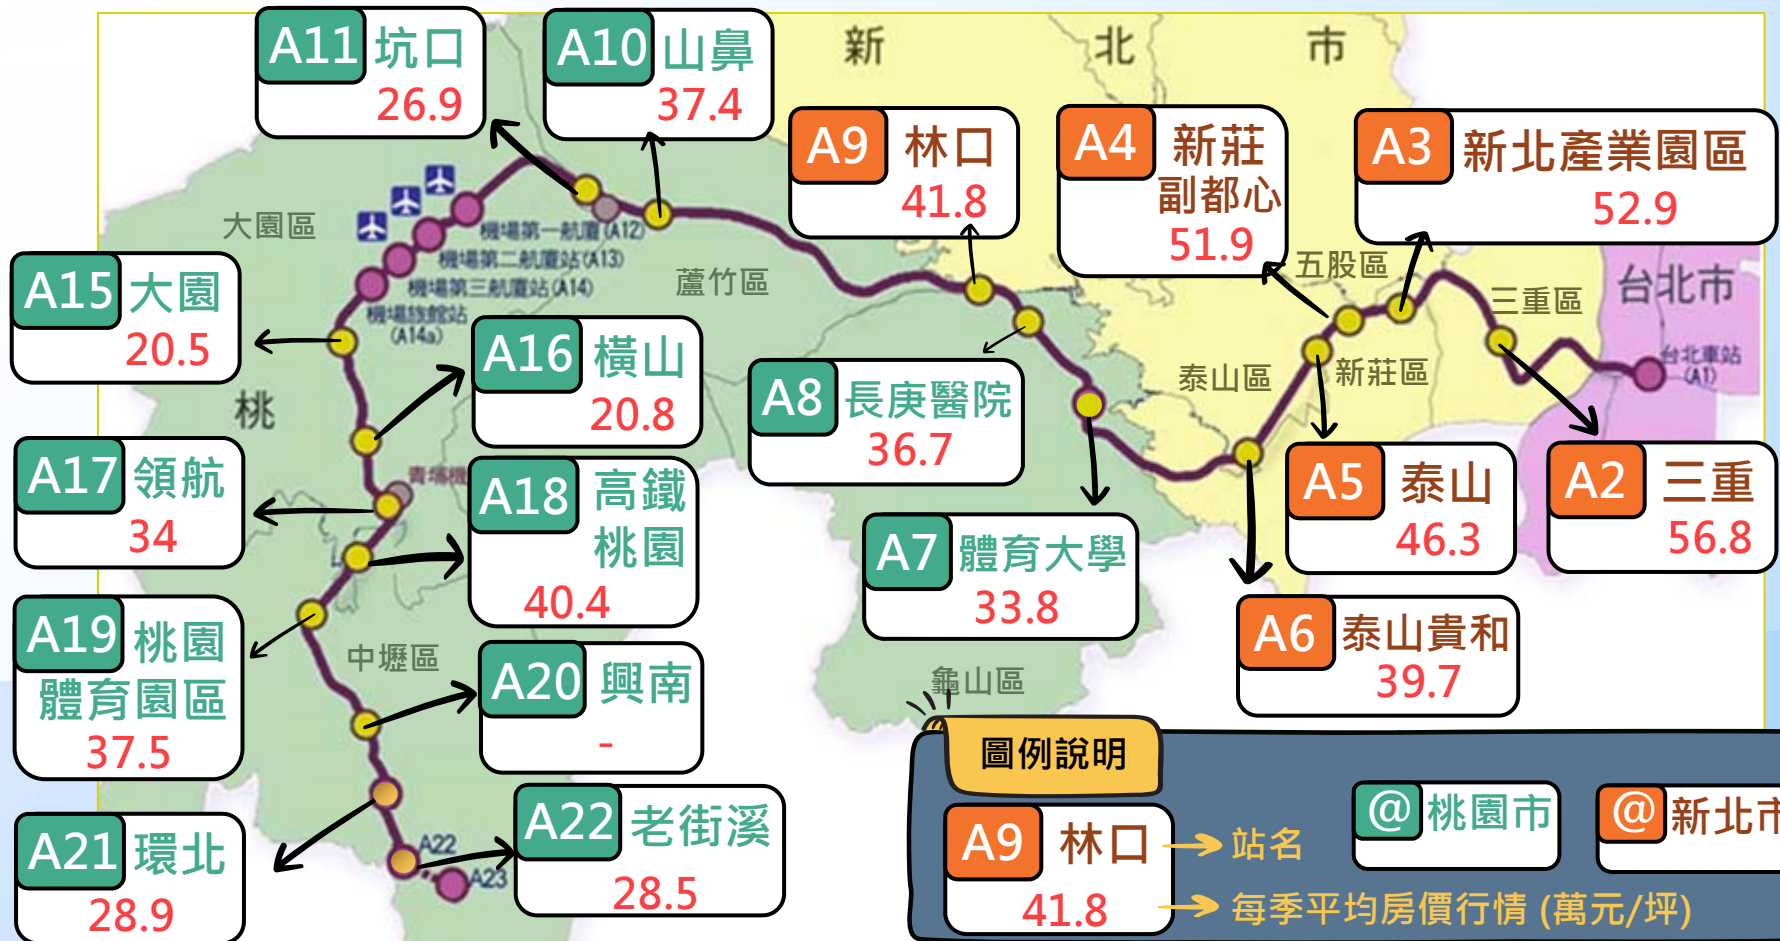 新 北 市
A11 坑口
26.9
A10 山鼻
37.4
A9 林口
41.8
A4 新莊
副都心
51.9
A3 新北產業園區
52.9
大園區
機場第一航廈(A12)
機場第二航廈站(A13)
機場第三航廈站(A14)
機場旅館站
(A14a)
蘆竹區
五股區
三重區
台北市
台北車站
(A1)
A15 大園
20.5
A16 橫山
20.8
A8 長庚醫院
36.7
泰山區
新莊區
桃
A17 領航
34
青埔機
A18 高鐵
桃園
40.4
A7 體育大學
33.8
A5 泰山
46.3
A2 三重
56.8
A6 泰山貴和
39.7
A19 桃園
體育園區
37.5
中壢區
A20 興南
-
龜山區
A21 環北
28.9
A22
A23
A22 老街溪
28.5
圖例說明
A9 林口
41.8
站名
每季平均房價行情 (萬元/坪)
@ 桃園市
@ 新北市